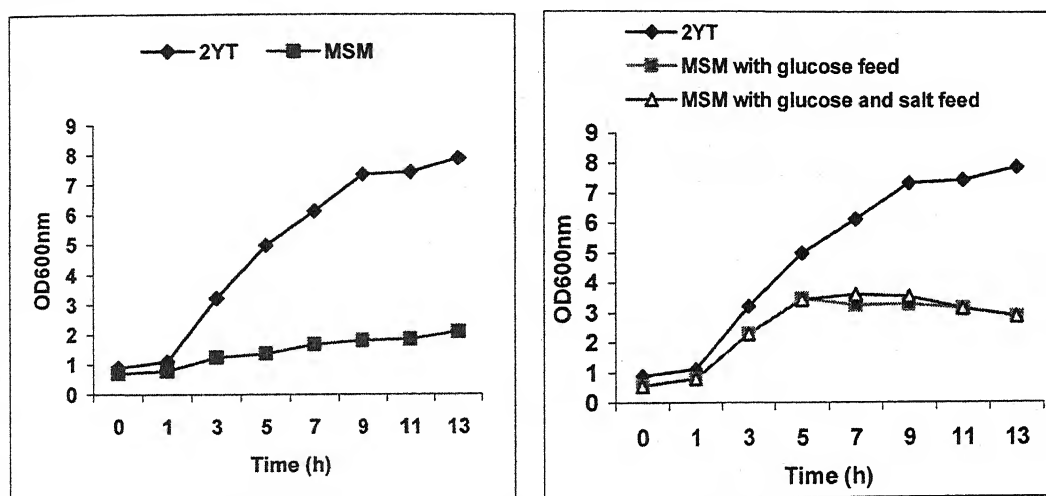 2YT MSM
9
8
7
6
5
4
3
2
1
0
OD600nm
0 1 3 5 7 9 11 13
Time (h)
2YT
MSM with glucose feed
MSM with glucose and salt feed
9
8
7
6
5
4
3
2
1
0
OD600nm
0 1 3 5 7 9 11 13
Time (h)